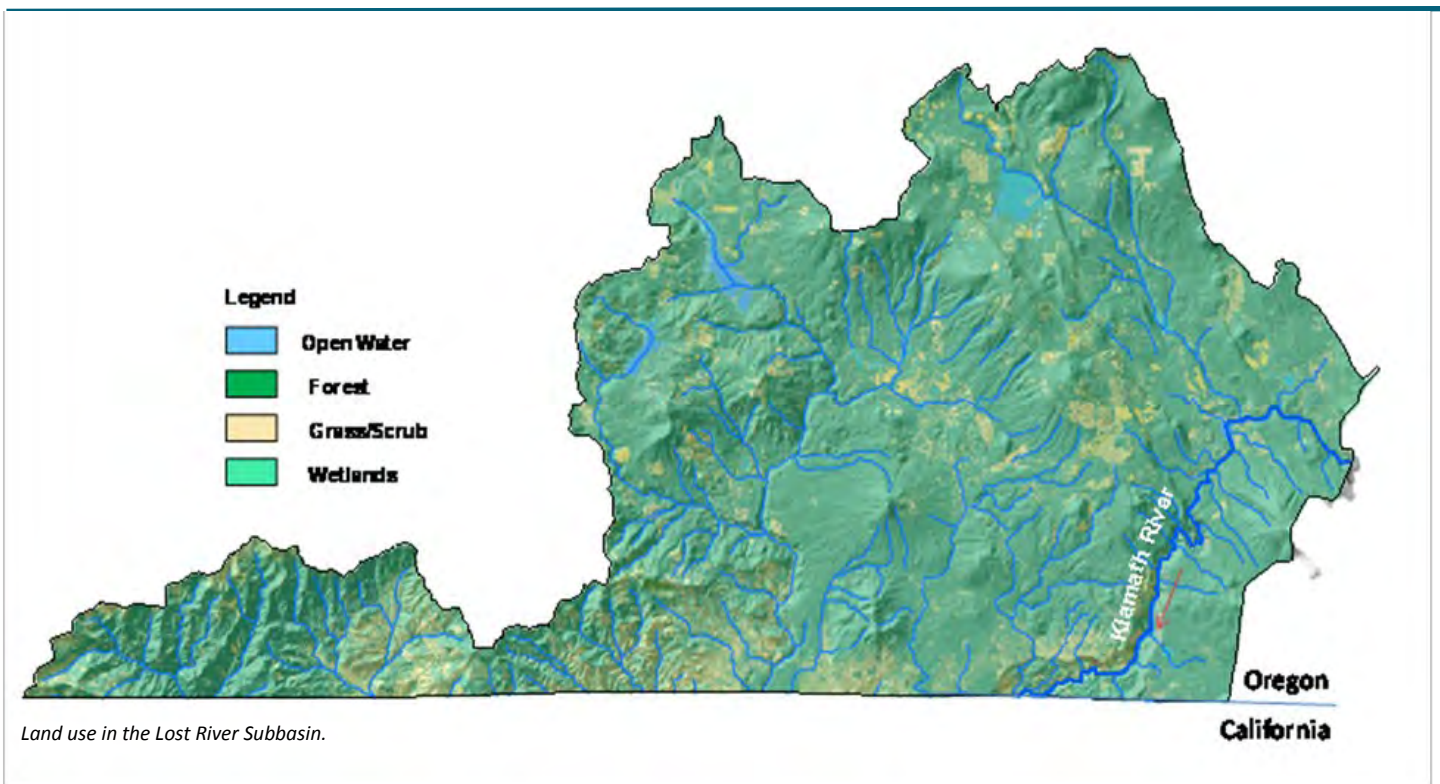 Legend
Open Water
Forest
Grass/Scrub
Wetlands
Klamath River
Oregon
California
Land use in the Lost River Subbasin.